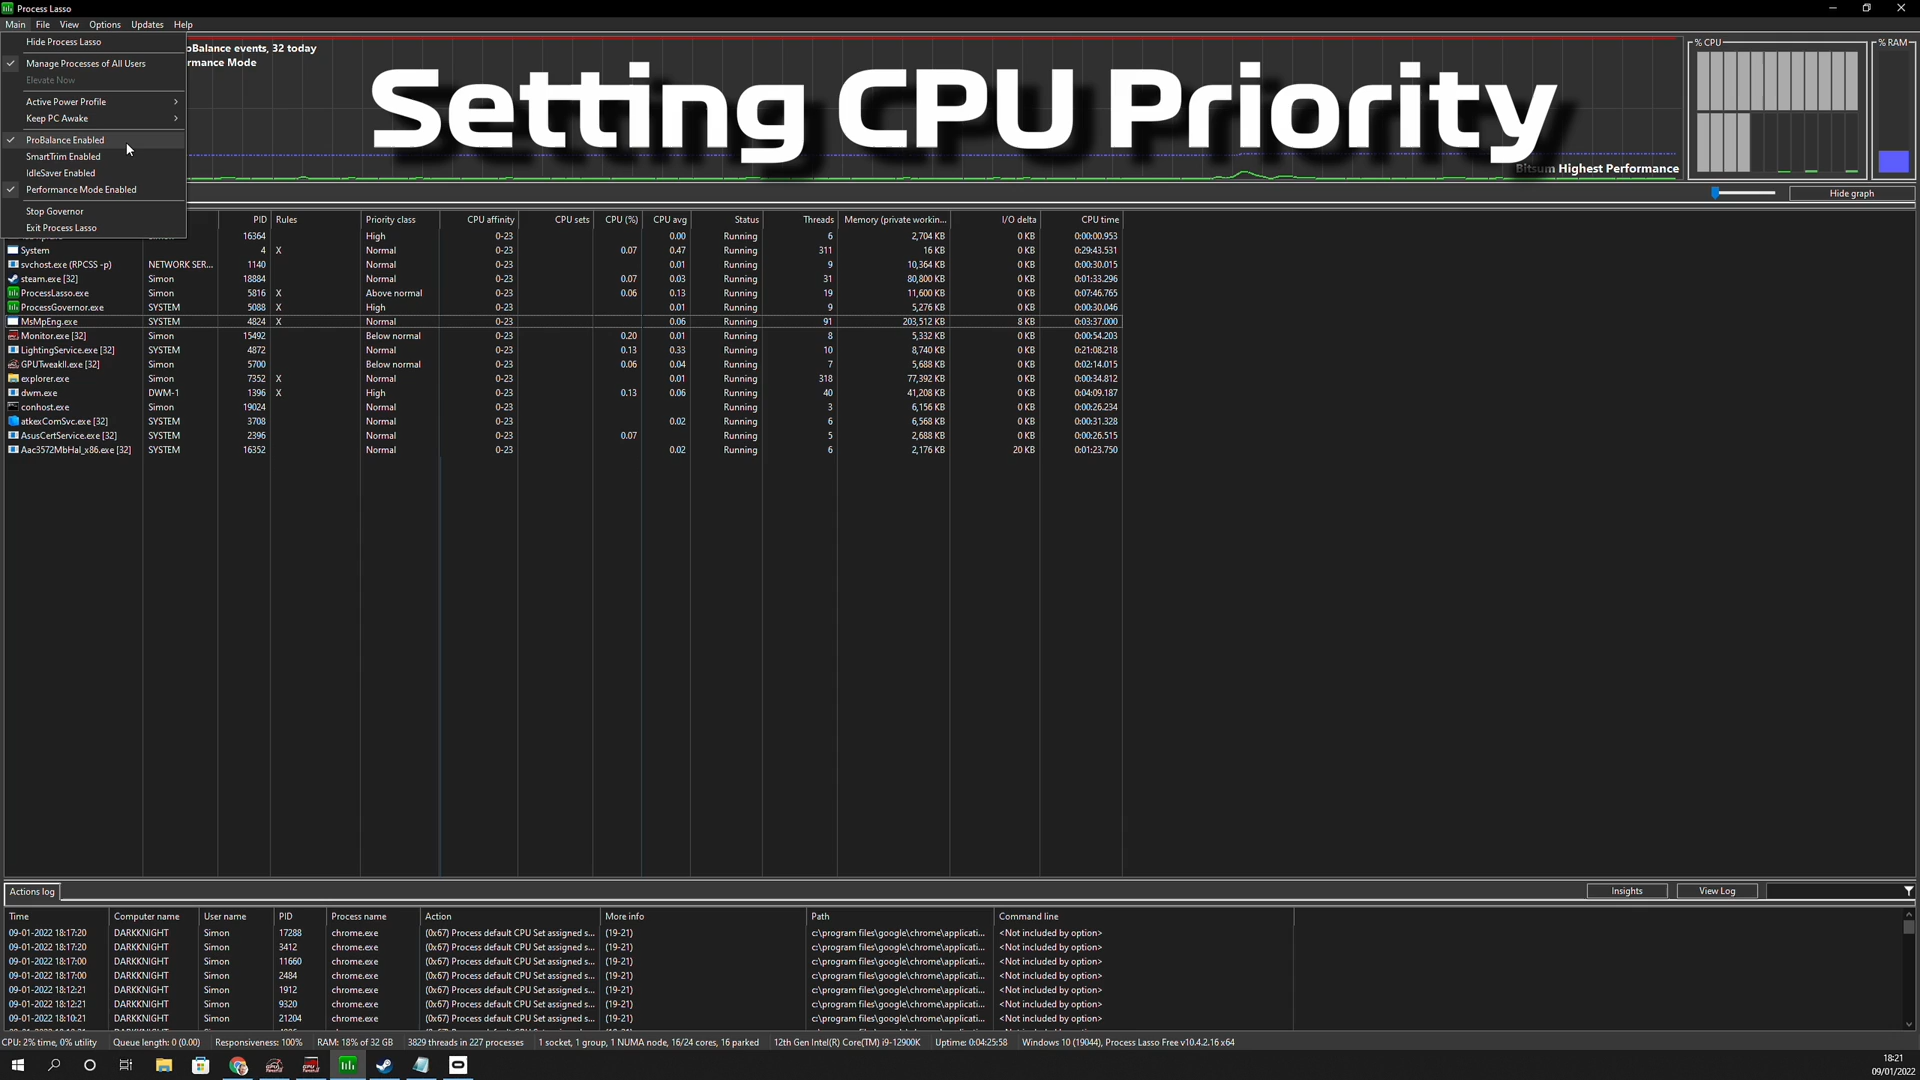 Process Lasso
Main File View Options Updates Help
Hide Process Lasso
Manage Processes of All Users
Elevate Now
Active Power Profile
Keep PC Awake
ProBalance Enabled
SmartTrim Enabled
IdleSaver Enabled
Performance Mode Enabled
Stop Governor
Exit Process Lasso
oBalance events, 32 today
rmance Mode
Setting CPU Priority
Bitsum Highest Performance
% CPU
% RAM
Hide graph
PID Rules Priority class CPU affinity CPU sets CPU (%) CPU avg Status Threads Memory (private workin... I/O delta CPU time
16364 High 0-23 0.00 Running 6 2,704 KB 0 KB 0:00:00.953
System 4 X Normal 0-23 0.07 0.47 Running 311 16 KB 0 KB 0:29:43.531
svchost.exe (RPCSS -p) NETWORK SER... 1140 Normal 0-23 0.01 Running 9 10,364 KB 0 KB 0:00:30.015
steam.exe [32] Simon 18884 Normal 0-23 0.07 0.03 Running 31 80,800 KB 0 KB 0:01:33.296
ProcessLasso.exe Simon 5816 X Above normal 0-23 0.06 0.13 Running 19 11,600 KB 0 KB 0:07:46.765
ProcessGovernor.exe SYSTEM 5088 X High 0-23 0.01 Running 9 5,276 KB 0 KB 0:00:30.046
MsMpEng.exe SYSTEM 4824 X Normal 0-23 0.06 Running 91 203,512 KB 8 KB 0:03:37.000
Monitor.exe [32] Simon 15492 Below normal 0-23 0.20 0.01 Running 8 5,332 KB 0 KB 0:00:54.203
LightingService.exe [32] SYSTEM 4872 Normal 0-23 0.13 0.33 Running 10 8,740 KB 0 KB 0:21:08.218
GPUTweakII.exe [32] Simon 5700 Below normal 0-23 0.06 0.04 Running 7 5,688 KB 0 KB 0:02:14.015
explorer.exe Simon 7352 X Normal 0-23 0.01 Running 318 77,392 KB 0 KB 0:00:34.812
dwm.exe DWM-1 1396 X High 0-23 0.13 0.06 Running 40 41,208 KB 0 KB 0:04:09.187
conhost.exe Simon 19024 Normal 0-23 Running 3 6,156 KB 0 KB 0:00:26.234
atkexComSvc.exe [32] SYSTEM 3708 Normal 0-23 0.02 Running 6 6,568 KB 0 KB 0:00:31.328
AsusCertService.exe [32] SYSTEM 2396 Normal 0-23 0.07 Running 5 2,688 KB 0 KB 0:00:26.515
Aac3572MbHal_x86.exe [32] SYSTEM 16352 Normal 0-23 0.02 Running 6 2,176 KB 20 KB 0:01:23.750
Actions log Insights View Log
Time Computer name User name PID Process name Action More info Path Command line
09-01-2022 18:17:20 DARKKNIGHT Simon 17288 chrome.exe (0x67) Process default CPU Set assigned s... (19-21) c:\program files\google\chrome\applicati... <Not included by option>
09-01-2022 18:17:20 DARKKNIGHT Simon 3412 chrome.exe (0x67) Process default CPU Set assigned s... (19-21) c:\program files\google\chrome\applicati... <Not included by option>
09-01-2022 18:17:00 DARKKNIGHT Simon 11660 chrome.exe (0x67) Process default CPU Set assigned s... (19-21) c:\program files\google\chrome\applicati... <Not included by option>
09-01-2022 18:17:00 DARKKNIGHT Simon 2484 chrome.exe (0x67) Process default CPU Set assigned s... (19-21) c:\program files\google\chrome\applicati... <Not included by option>
09-01-2022 18:12:21 DARKKNIGHT Simon 1912 chrome.exe (0x67) Process default CPU Set assigned s... (19-21) c:\program files\google\chrome\applicati... <Not included by option>
09-01-2022 18:12:21 DARKKNIGHT Simon 9320 chrome.exe (0x67) Process default CPU Set assigned s... (19-21) c:\program files\google\chrome\applicati... <Not included by option>
09-01-2022 18:10:21 DARKKNIGHT Simon 21204 chrome.exe (0x67) Process default CPU Set assigned s... (19-21) c:\program files\google\chrome\applicati... <Not included by option>
CPU: 2% time, 0% utility Queue length: 0 (0.00) Responsiveness: 100% RAM: 18% of 32 GB 3829 threads in 227 processes 1 socket, 1 group, 1 NUMA node, 16/24 cores, 16 parked 12th Gen Intel(R) Core(TM) i9-12900K Uptime: 0:04:25:58 Windows 10 (19044), Process Lasso Free v10.4.2.16 x64
18:21
09/01/2022